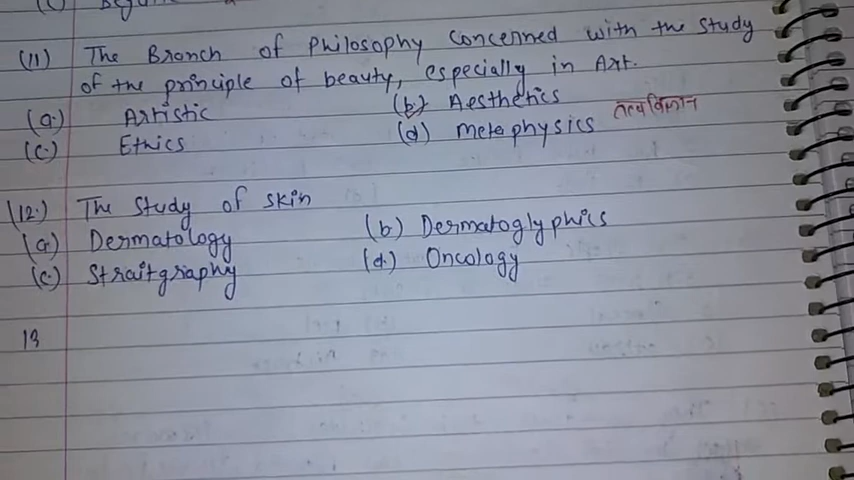 (11) The Branch of Philosophy concerned with the study
of the principle of beauty, especially in Art.
(a.) Artistic (b) Aesthetics
(c.) Ethics (d) metaphysics तत्वविज्ञान
(12.) The Study of skin
(a) Dermatology (b) Dermatoglyphics
(c) Straitgraphy (d.) Oncology
13